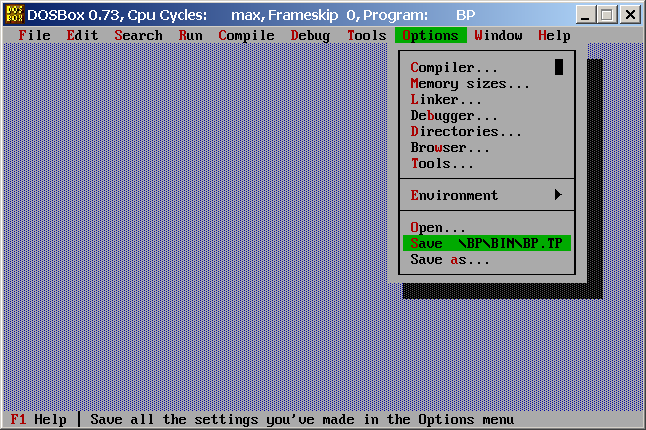 DOS BOX DOSBox 0.73, Cpu Cycles: max, Frameskip 0, Program: BP
File Edit Search Run Compile Debug Tools Options Window Help
Compiler...
Memory sizes...
Linker...
Debugger...
Directories...
Browser...
Tools...
Environment
Open...
Save \BP\BIN\BP.TP
Save as...
F1 Help | Save all the settings you've made in the Options menu